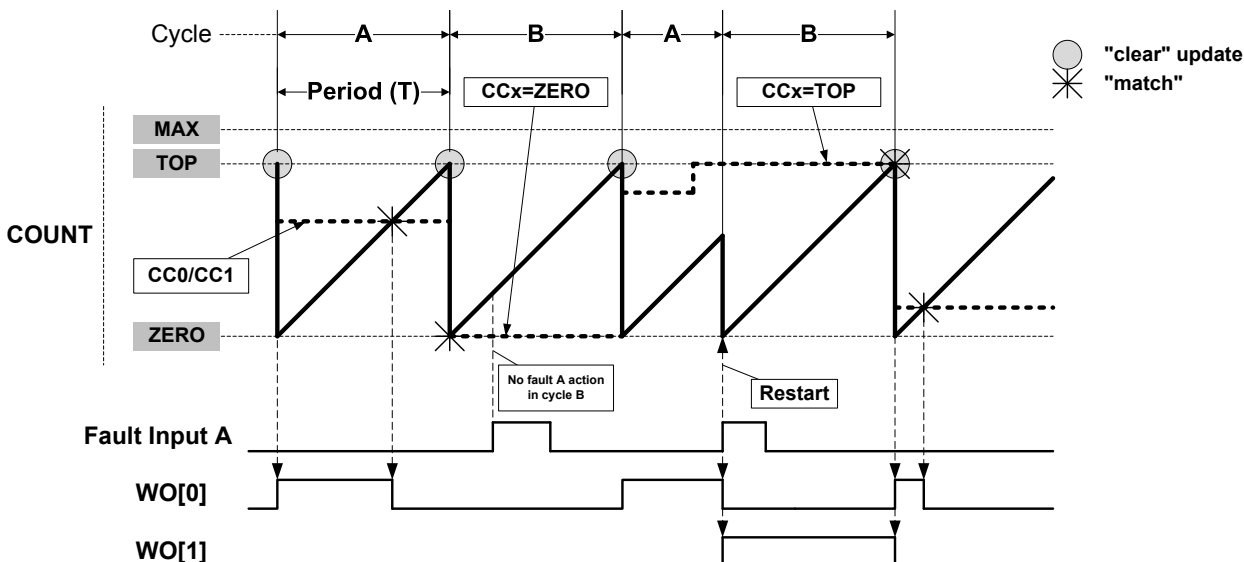 Cycle
A
B
A
B
"clear" update
"match"
Period (T)
CCx=ZERO
CCx=TOP
MAX
TOP
COUNT
CC0/CC1
ZERO
No fault A action
in cycle B
Restart
Fault Input A
WO[0]
WO[1]